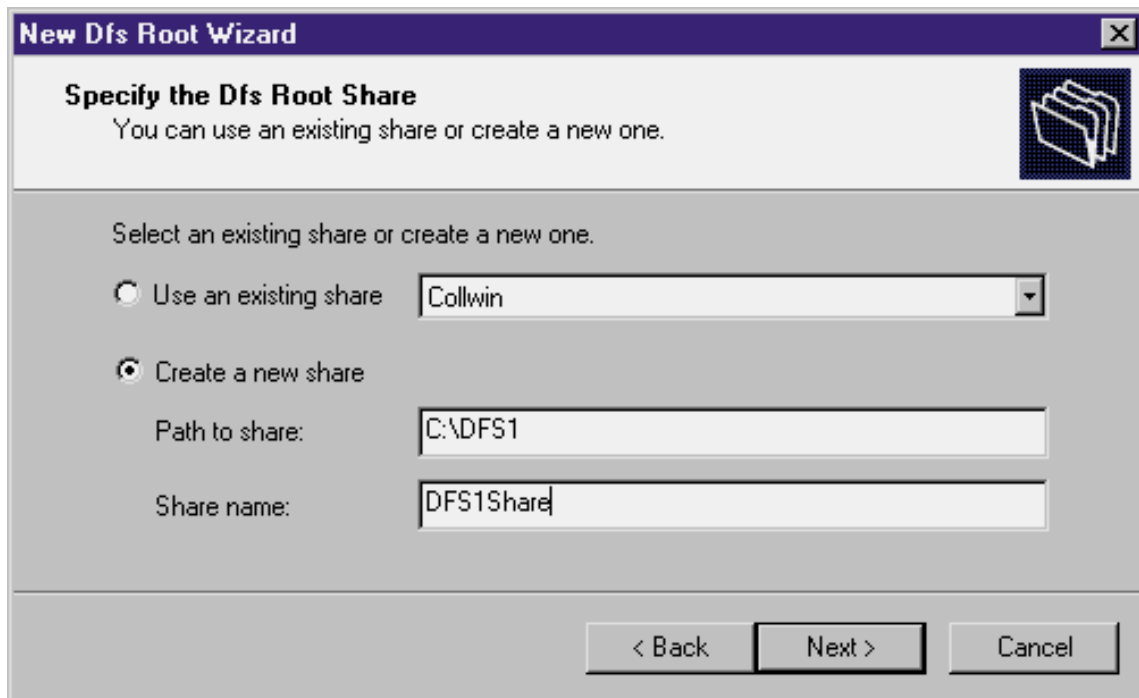 New Dfs Root Wizard
Specify the Dfs Root Share
You can use an existing share or create a new one.
Select an existing share or create a new one.
Use an existing share Collwin
Create a new share
Path to share: C:\DFS1
Share name: DFS1Share
< Back Next > Cancel